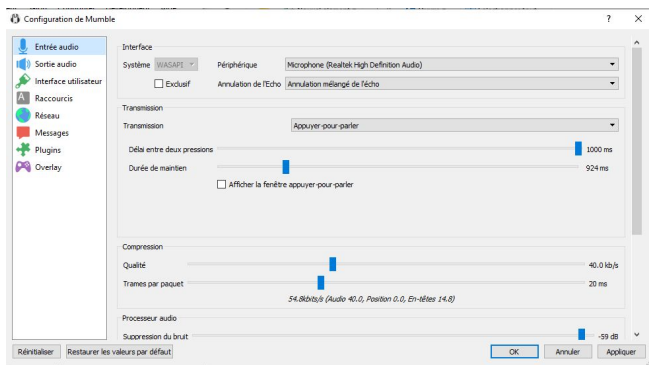 Configuration de Mumble
? X
Entrée audio
Sortie audio
Interface utilisateur
Raccourcis
Réseau
Messages
Plugins
Overlay
Interface
Système WASAPI Périphérique Microphone (Realtek High Definition Audio)
Exclusif Annulation de l'Echo Annulation mélangé de l'écho
Transmission
Transmission Appuyer-pour-parler
Délai entre deux pressions 1000 ms
Durée de maintien 924 ms
Afficher la fenêtre appuyer-pour-parler
Compression
Qualité 40.0 kb/s
Trames par paquet 20 ms
54.8kbits/s (Audio 40.0, Position 0.0, En-têtes 14.8)
Processeur audio
Suppression du bruit -59 dB
Réinitialiser Restaurer les valeurs par défaut OK Annuler Appliquer